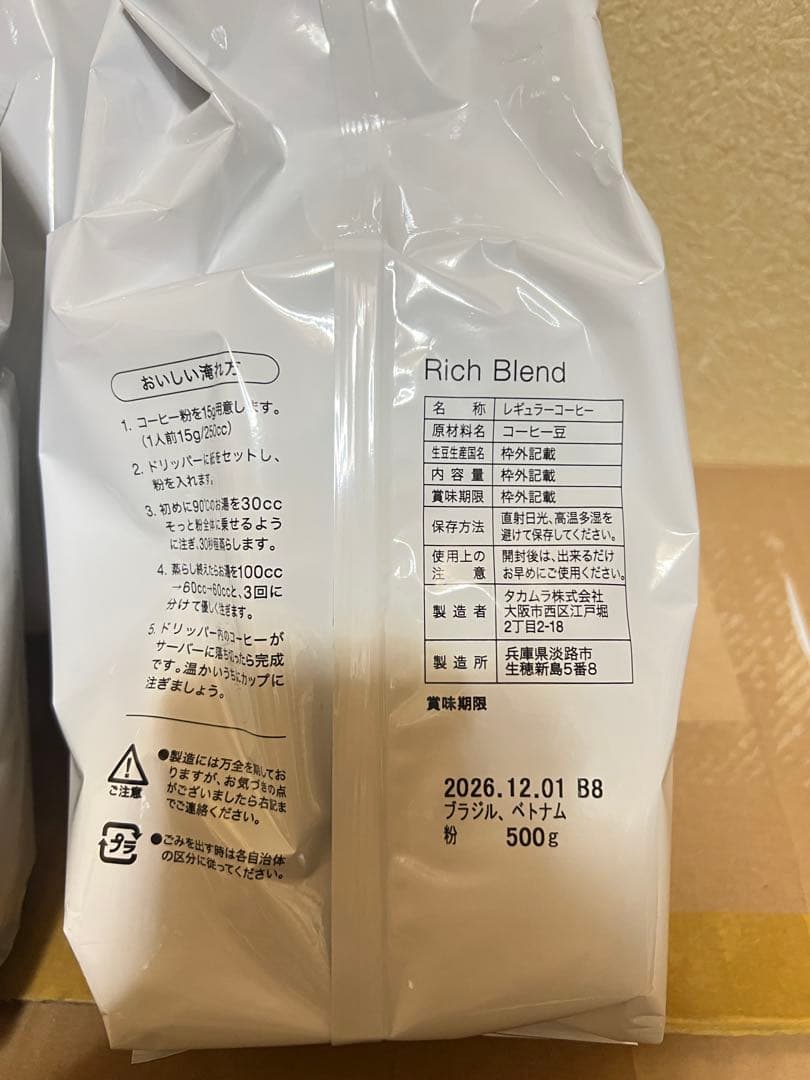 おいしい淹れ方
1. コーヒー粉を15g用意します。
(1人前15g/250cc)
2. ドリッパーに紙をセットし、
粉を入れます。
3. 初めに90℃のお湯を30cc
そっと粉全体に乗せるよう
に注ぎ、30秒程蒸らします。
4. 蒸らし終えたらお湯を100cc
→60cc→60ccと、3回に
分けて優しく注ぎます。
5. ドリッパー内のコーヒーが
サーバーに落ち切ったら完成
です。温かいうちにカップに
注ぎましょう。
ご注意
●製造には万全を期してお
りますが、お気づきの点
がございましたら右記ま
でご連絡ください。
プラ
●ごみを出す時は各自治体
の区分に従ってください。
Rich Blend
名 称 レギュラーコーヒー
原材料名 コーヒー豆
生豆生産国名 枠外記載
内容量 枠外記載
賞味期限 枠外記載
保存方法 直射日光、高温多湿を
避けて保存してください。
使用上の 開封後は、出来るだけ
注 意 お早めにご使用ください。
製造者 タカムラ株式会社
大阪市西区江戸堀
2丁目2-18
製造所 兵庫県淡路市
生穂新島5番8
賞味期限
2026.12.01 B8
ブラジル、ベトナム
粉 500g